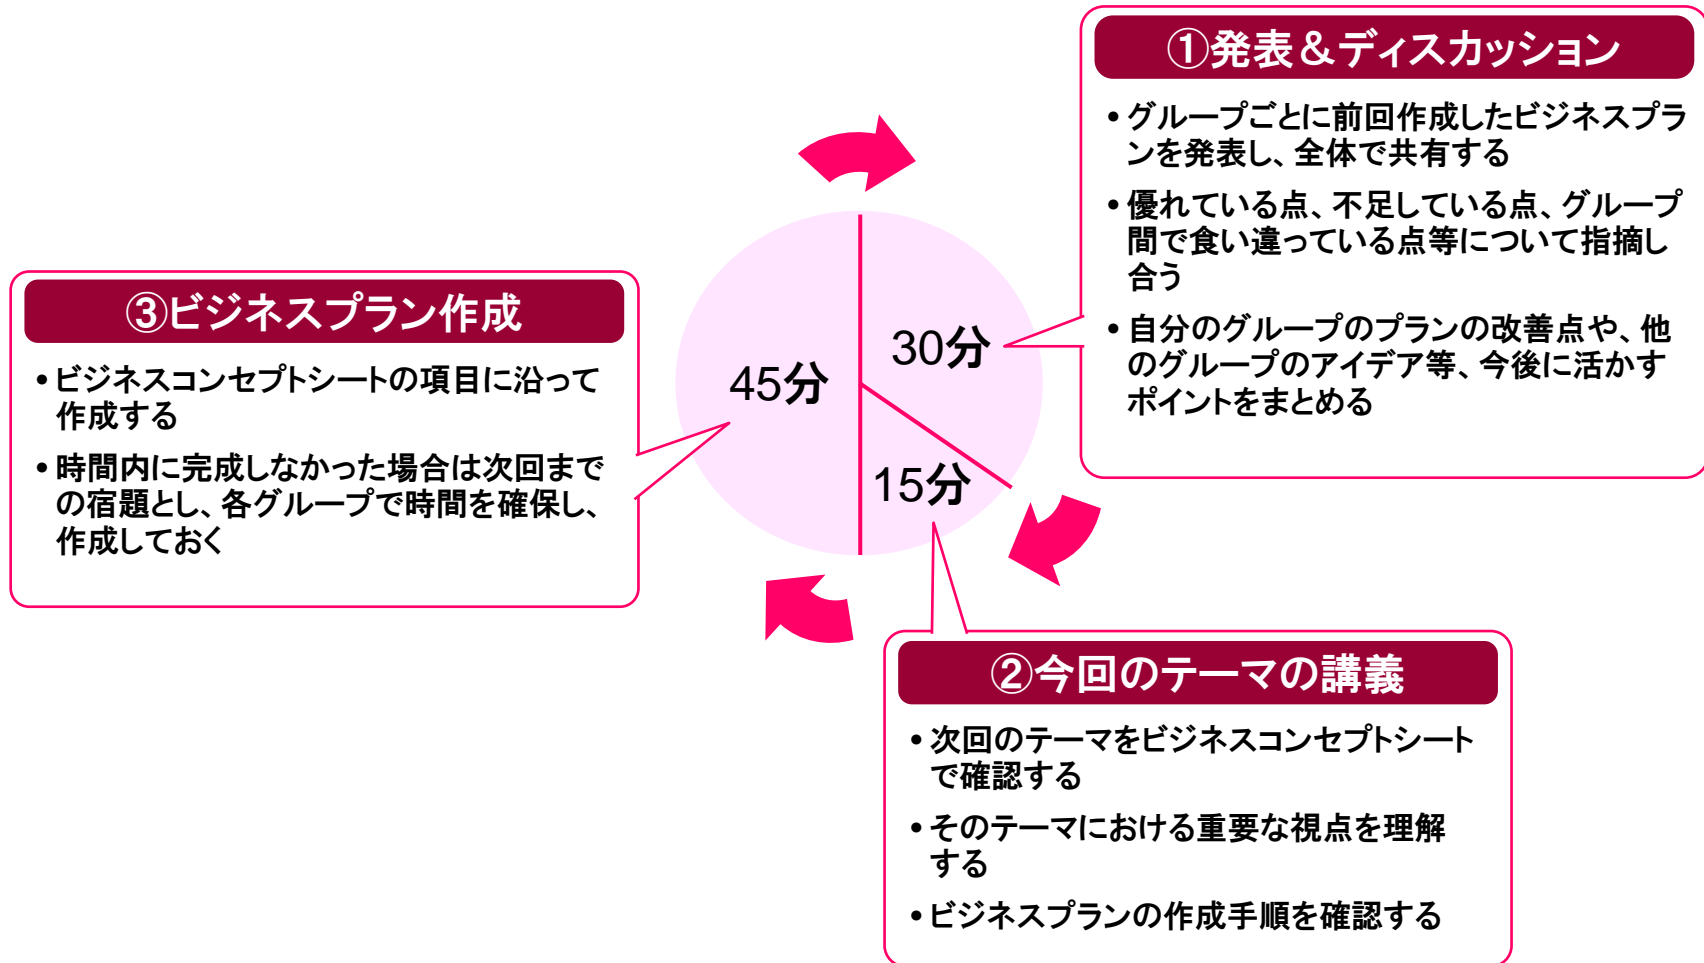 ①発表&ディスカッション
•グループごとに前回作成したビジネスプラ
ンを発表し、全体で共有する
•優れている点、不足している点、グループ
間で食い違っている点等について指摘し
合う
•自分のグループのプランの改善点や、他
のグループのアイデア等、今後に活かす
ポイントをまとめる
30分
15分
45分
②今回のテーマの講義
•次回のテーマをビジネスコンセプトシート
で確認する
•そのテーマにおける重要な視点を理解
する
•ビジネスプランの作成手順を確認する
③ビジネスプラン作成
•ビジネスコンセプトシートの項目に沿って
作成する
•時間内に完成しなかった場合は次回まで
の宿題とし、各グループで時間を確保し、
作成しておく